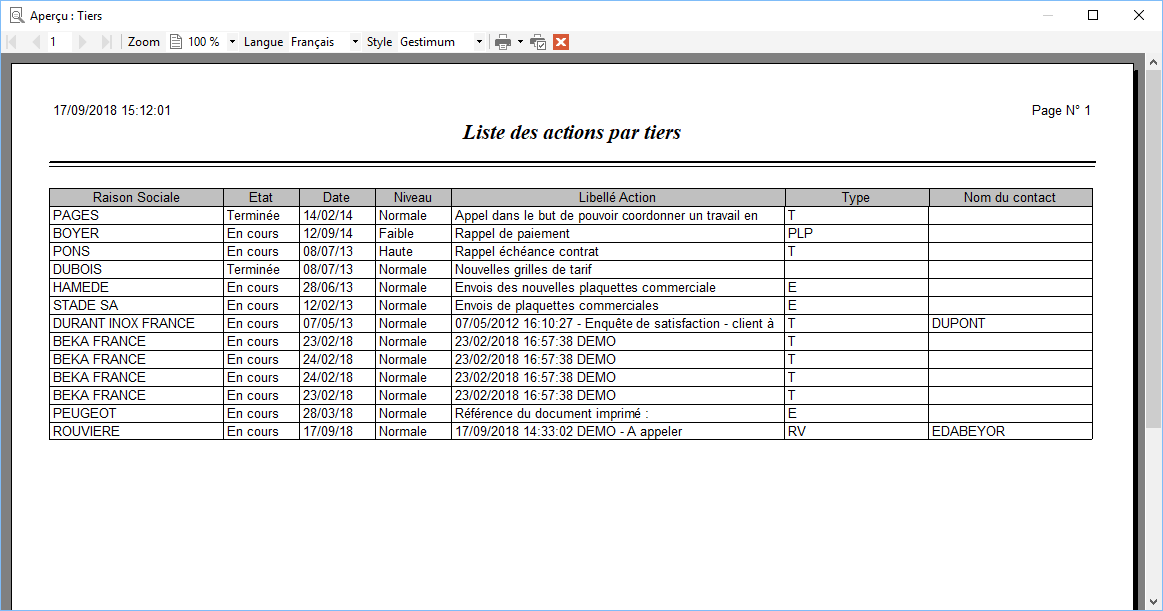 Aperçu : Tiers
1 Zoom 100 % Langue Français Style Gestimum
17/09/2018 15:12:01 Page N° 1
Liste des actions par tiers
Raison Sociale Etat Date Niveau Libellé Action Type Nom du contact
PAGES Terminée 14/02/14 Normale Appel dans le but de pouvoir coordonner un travail en T
BOYER En cours 12/09/14 Faible Rappel de paiement PLP
PONS En cours 08/07/13 Haute Rappel échéance contrat T
DUBOIS Terminée 08/07/13 Normale Nouvelles grilles de tarif
HAMEDE En cours 28/06/13 Normale Envois des nouvelles plaquettes commerciale E
STADE SA En cours 12/02/13 Normale Envois de plaquettes commerciales E
DURANT INOX FRANCE En cours 07/05/13 Normale 07/05/2012 16:10:27 - Enquête de satisfaction - client à T DUPONT
BEKA FRANCE En cours 23/02/18 Normale 23/02/2018 16:57:38 DEMO T
BEKA FRANCE En cours 24/02/18 Normale 23/02/2018 16:57:38 DEMO T
BEKA FRANCE En cours 24/02/18 Normale 23/02/2018 16:57:38 DEMO T
BEKA FRANCE En cours 23/02/18 Normale 23/02/2018 16:57:38 DEMO T
PEUGEOT En cours 28/03/18 Normale Référence du document imprimé : E
ROUVIERE En cours 17/09/18 Normale 17/09/2018 14:33:02 DEMO - A appeler RV EDABEYOR